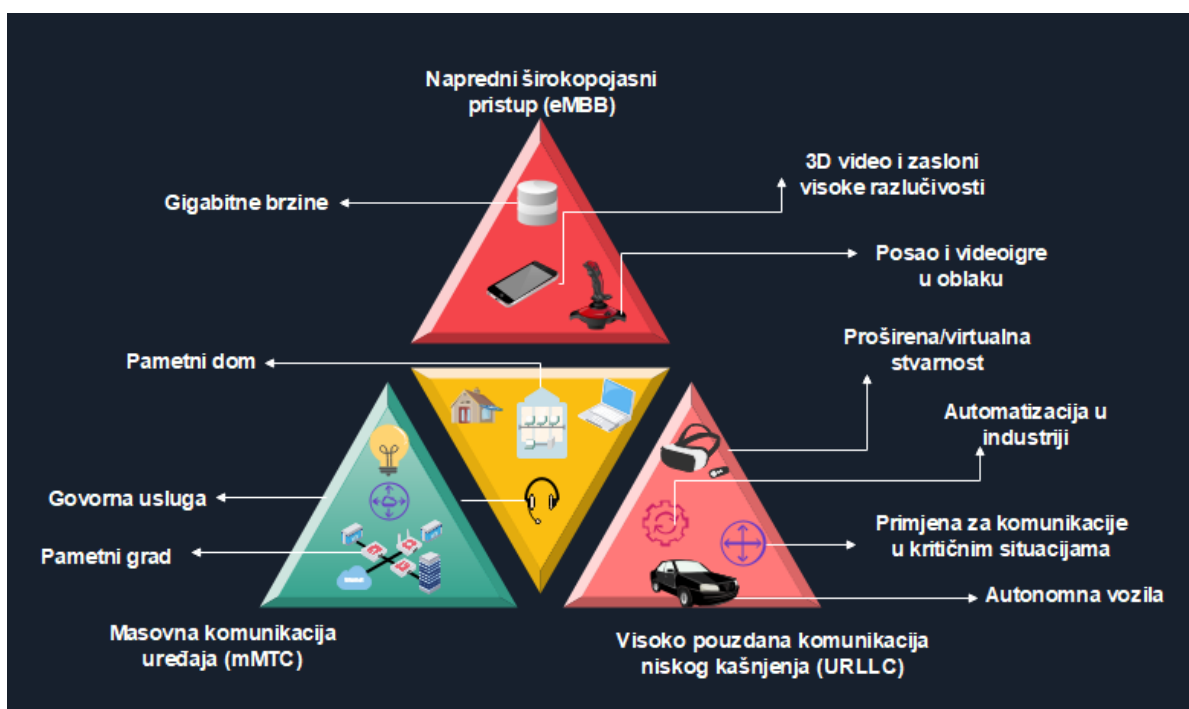 Napredni širokopojasni
pristup (eMBB)
3D video i zasloni
visoke razlučivosti
Gigabitne brzine
Posao i videoigre
u oblaku
Proširena/virtualna
stvarnost
Pametni dom
Automatizacija u
industriji
Govorna usluga
Primjena za komunikacije
u kritičnim situacijama
Pametni grad
Autonomna vozila
Masovna komunikacija
uređaja (mMTC)
Visoko pouzdana komunikacija
niskog kašnjenja (URLLC)